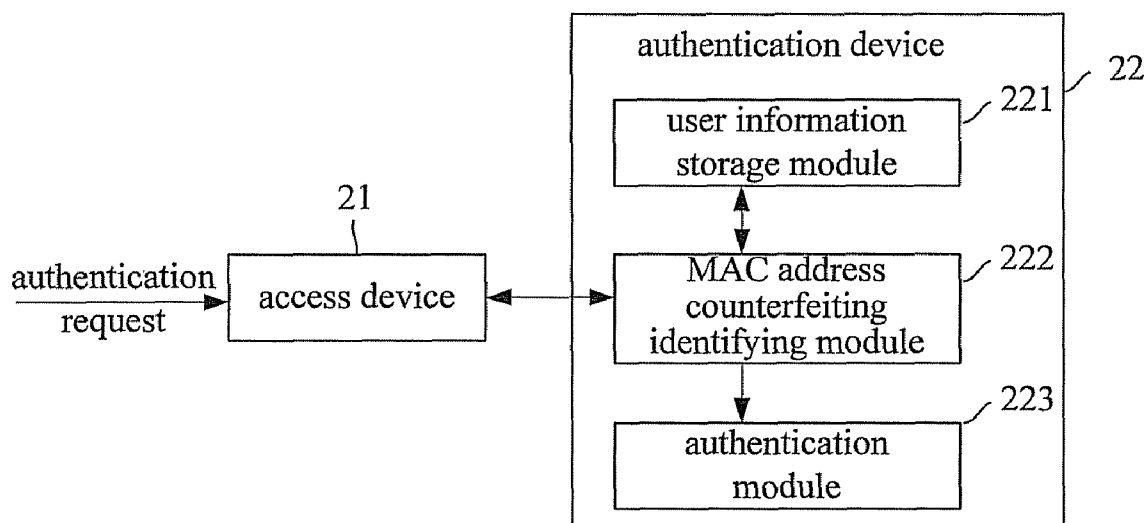 authentication device
22
221
user information
storage module
21
222
authentication
request
access device
MAC address
counterfeiting
identifying module
223
authentication
module